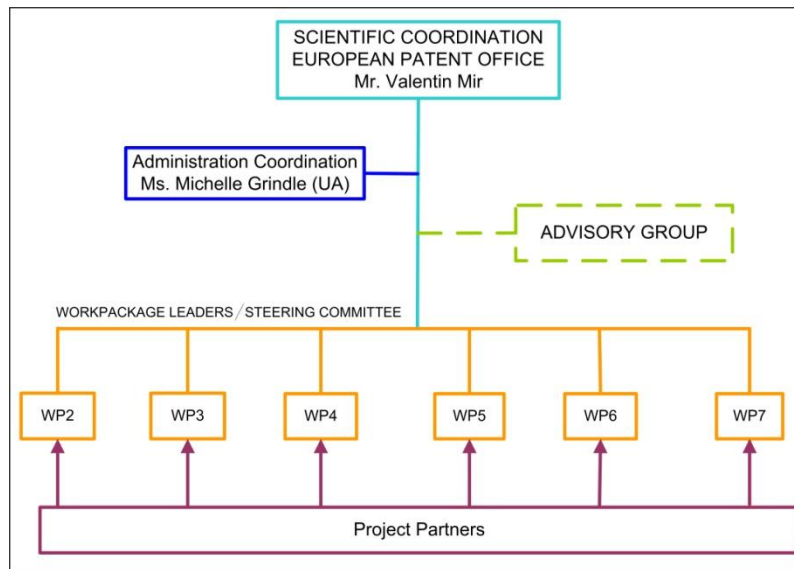 SCIENTIFIC COORDINATION
EUROPEAN PATENT OFFICE
Mr. Valentin Mir
Administration Coordination
Ms. Michelle Grindle (UA)
ADVISORY GROUP
WORKPACKAGE LEADERS/STEERING COMMITTEE
WP2 WP3 WP4 WP5 WP6 WP7
Project Partners